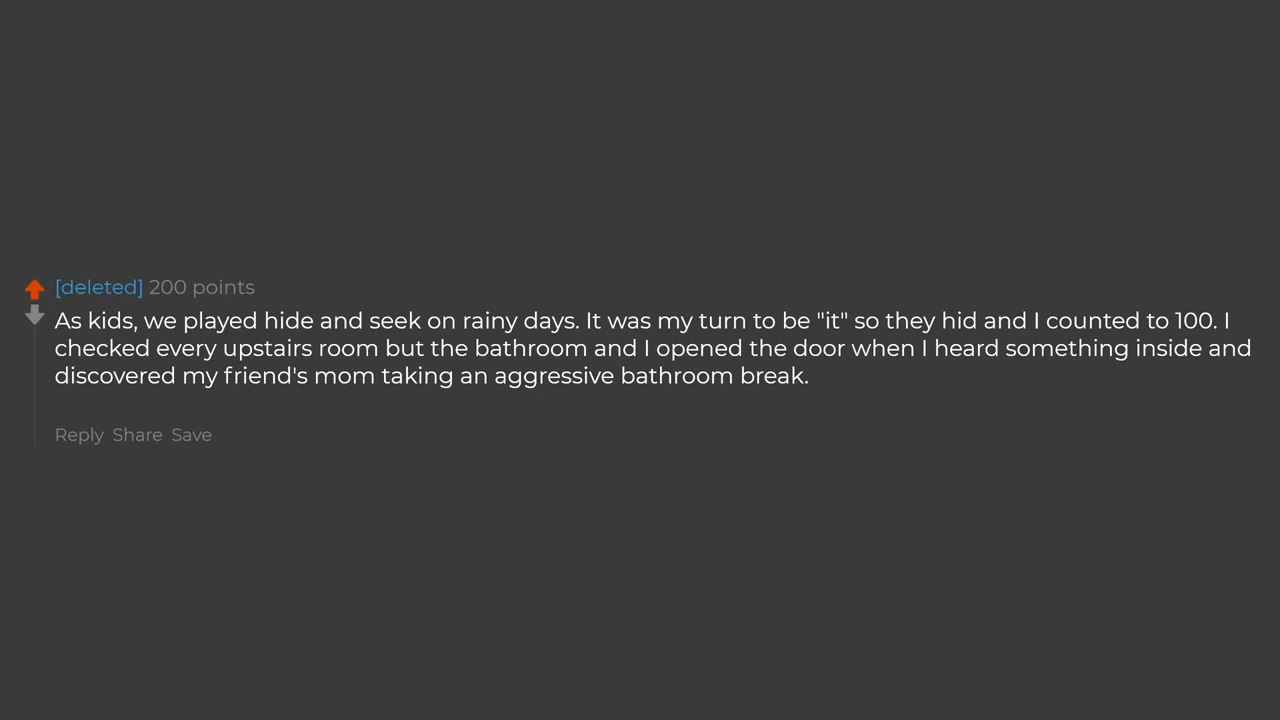 [deleted] 200 points
As kids, we played hide and seek on rainy days. It was my turn to be "it" so they hid and I counted to 100. I
checked every upstairs room but the bathroom and I opened the door when I heard something inside and
discovered my friend's mom taking an aggressive bathroom break.
Reply Share Save